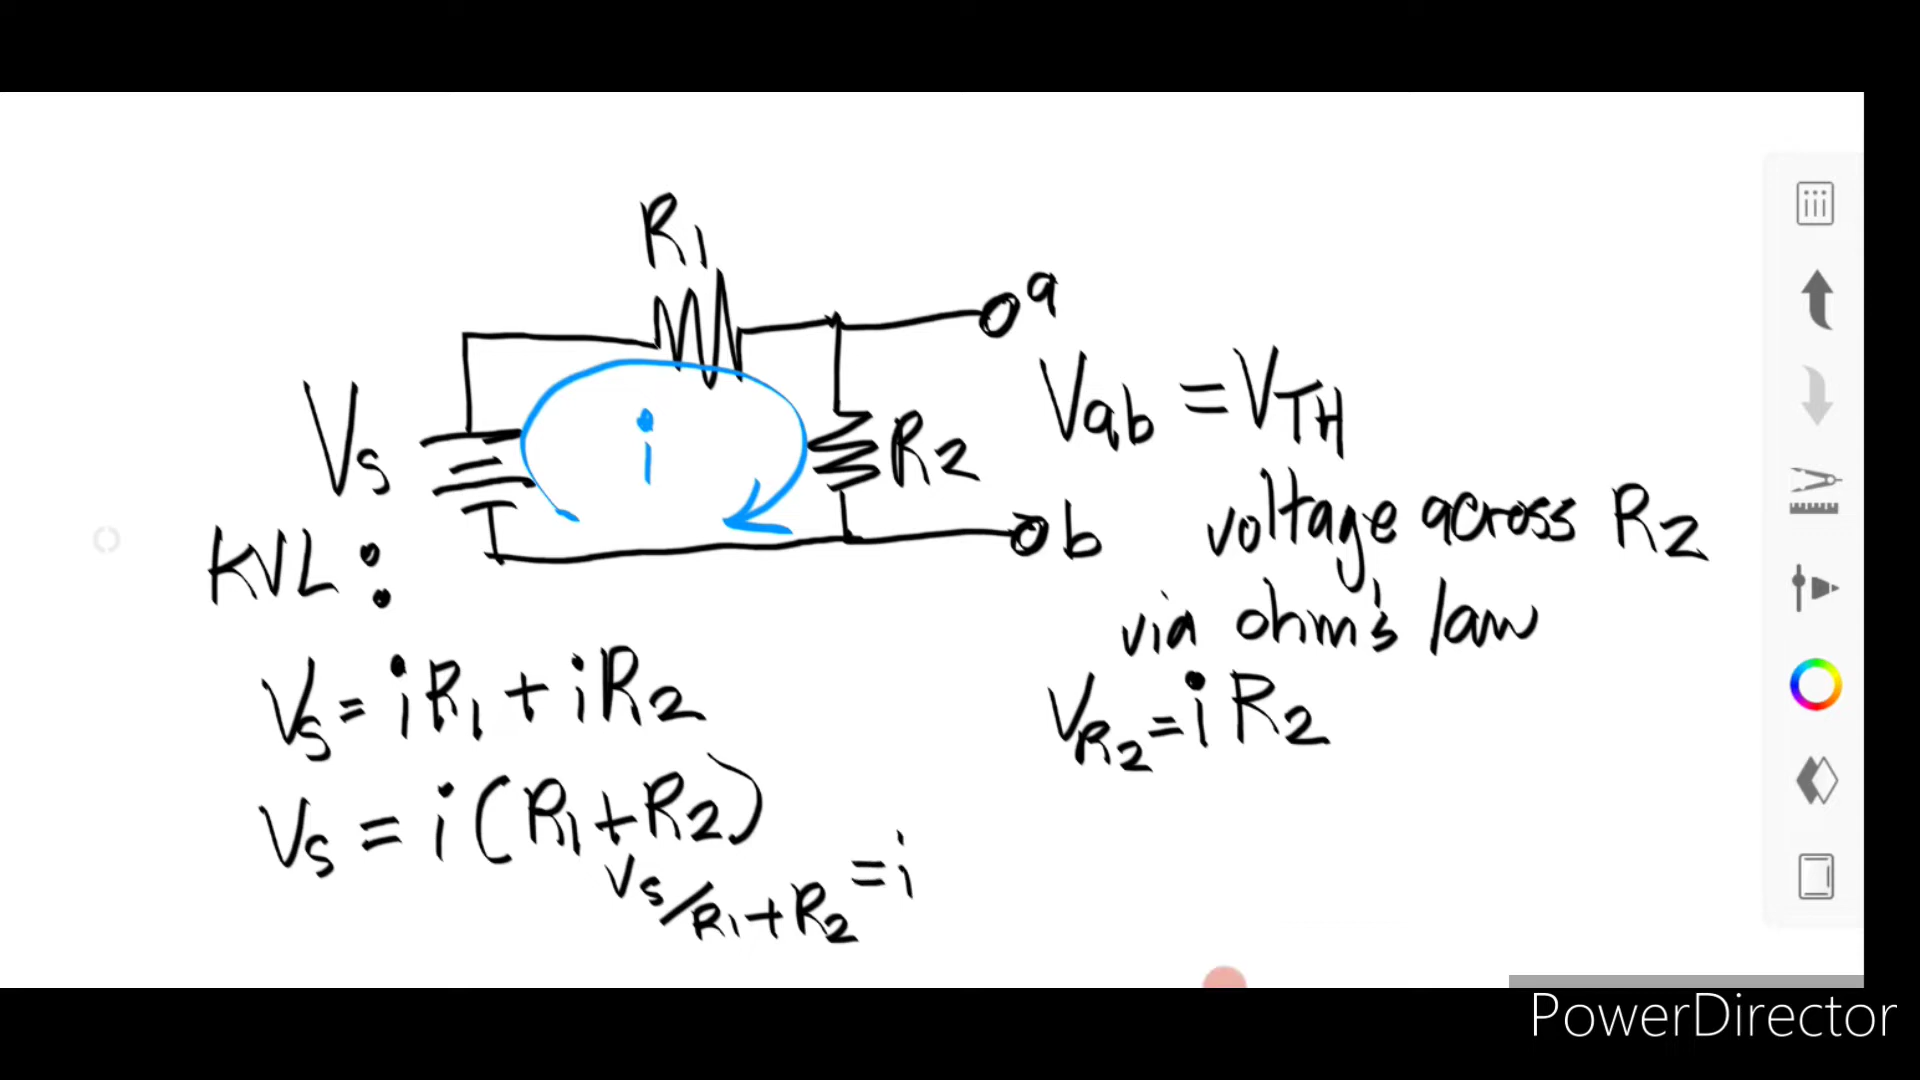 R1
a
Vs
i
R2
Vab = VTH
b
voltage across R2
via ohm's law
VR2 = i R2
KVL :
Vs = iR1 + iR2
Vs = i (R1+R2)
Vs/R1+R2 = i
PowerDirector